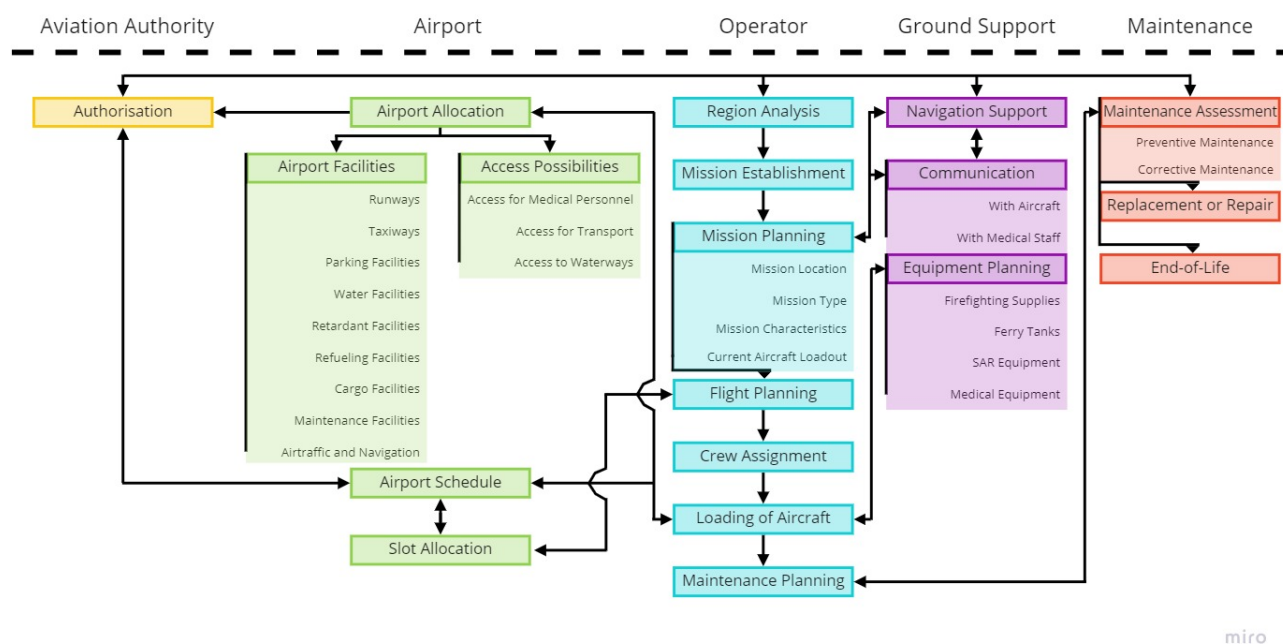 Aviation Authority
Airport
Operator
Ground Support
Maintenance
Authorisation
Airport Allocation
Airport Facilities
Runways
Taxiways
Parking Facilities
Water Facilities
Retardant Facilities
Refueling Facilities
Cargo Facilities
Maintenance Facilities
Airtraffic and Navigation
Access Possibilities
Access for Medical Personnel
Access for Transport
Access to Waterways
Airport Schedule
Slot Allocation
Region Analysis
Mission Establishment
Mission Planning
Mission Location
Mission Type
Mission Characteristics
Current Aircraft Loadout
Flight Planning
Crew Assignment
Loading of Aircraft
Maintenance Planning
Navigation Support
Communication
With Aircraft
With Medical Staff
Equipment Planning
Firefighting Supplies
Ferry Tanks
SAR Equipment
Medical Equipment
Maintenance Assessment
Preventive Maintenance
Corrective Maintenance
Replacement or Repair
End-of-Life
miro